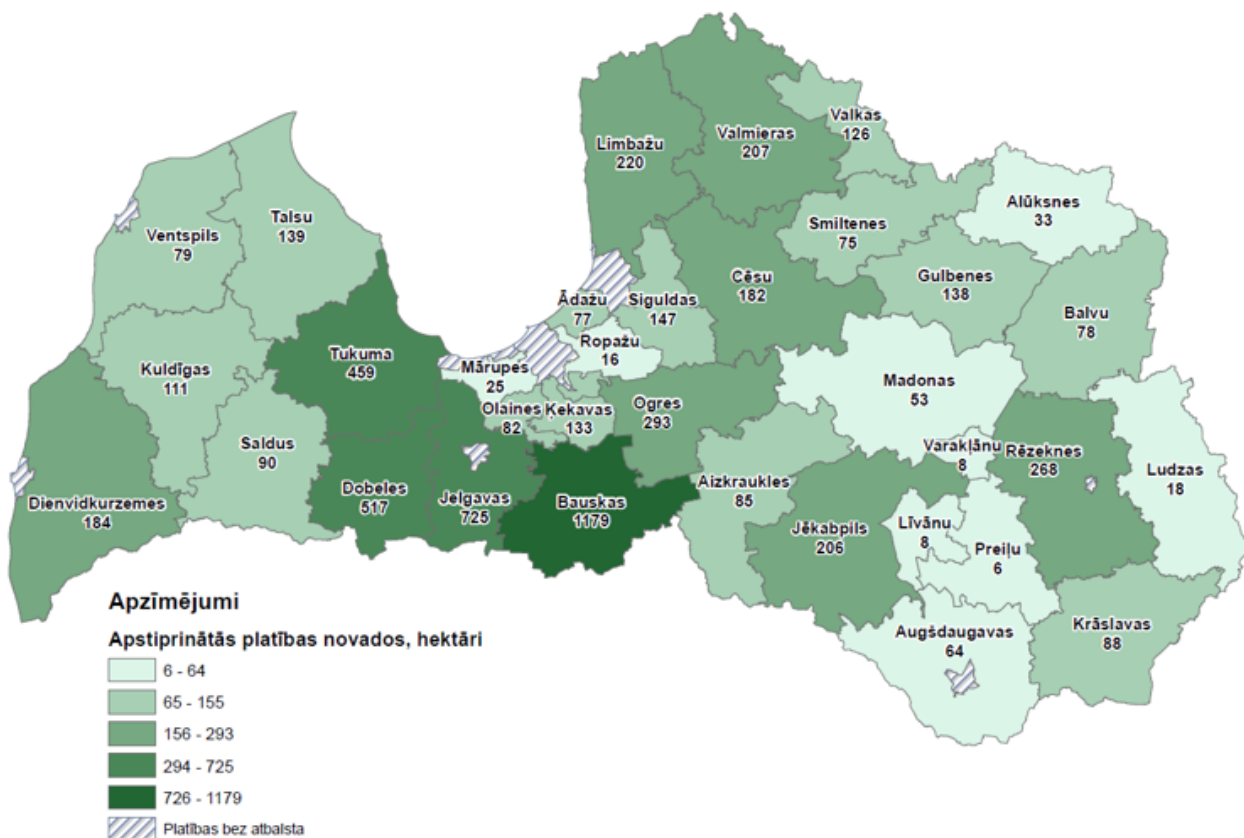 Valkas
126
Limbažu
220
Valmieras
207
Alūksnes
33
Talsu
139
Smiltenes
75
Ventspils
79
Cēsu
182
Gulbenes
138
Ādažu
77
Siguldas
147
Balvu
78
Ropažu
16
Tukuma
459
Mārupes
25
Kuldīgas
111
Madonas
53
Olaines
82
Ķekavas
133
Ogres
293
Saldus
90
Varakļānu
8
Rēzeknes
268
Ludzas
18
Dienvidkurzemes
184
Dobeles
517
Jelgavas
725
Bauskas
1179
Aizkraukles
85
Jēkabpils
206
Līvānu
8
Preiļu
6
Augšdaugavas
64
Krāslavas
88
Apzīmējumi
Apstiprinātās platības novados, hektāri
6 - 64
65 - 155
156 - 293
294 - 725
726 - 1179
Platības bez atbalsta